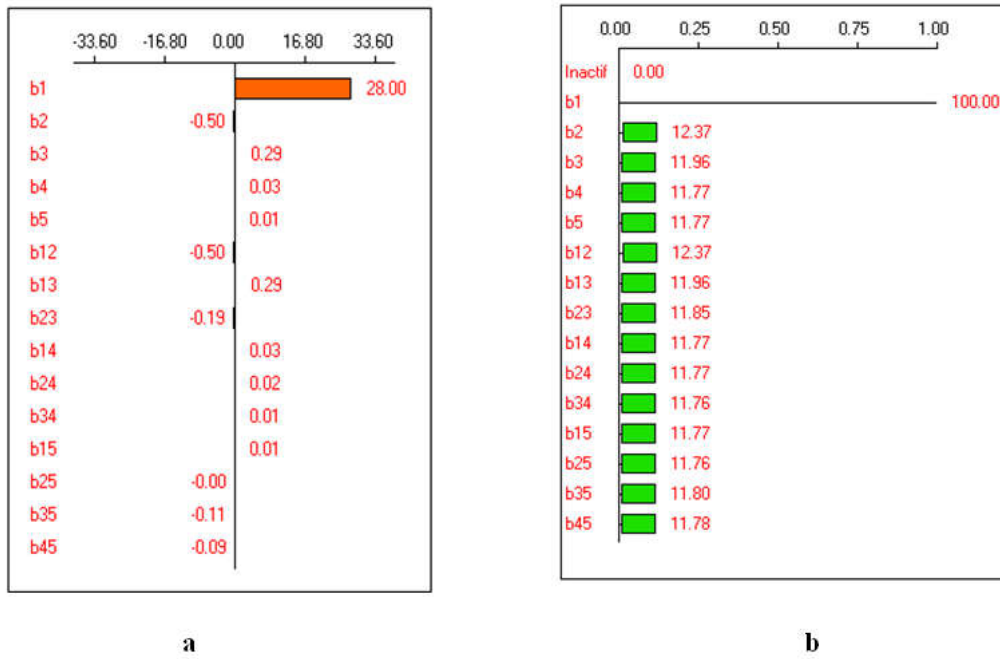 -33.60 -16.80 0.00 16.80 33.60
b1 28.00
b2 -0.50
b3 0.29
b4 0.03
b5 0.01
b12 -0.50
b13 0.29
b23 -0.19
b14 0.03
b24 0.02
b34 0.01
b15 0.01
b25 -0.00
b35 -0.11
b45 -0.09
a
0.00 0.25 0.50 0.75 1.00
Inactif 0.00
b1 100.00
b2 12.37
b3 11.96
b4 11.77
b5 11.77
b12 12.37
b13 11.96
b23 11.85
b14 11.77
b24 11.77
b34 11.76
b15 11.77
b25 11.76
b35 11.80
b45 11.78
b